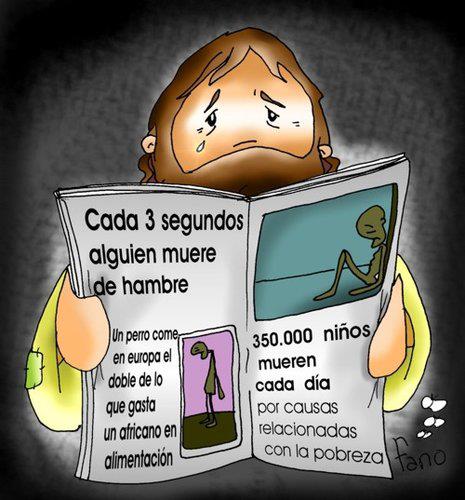 Cada 3 segundos
alguien muere
de hambre
Un perro come
en europa el
doble de lo
que gasta
un africano en
alimentación
350.000 niños
mueren
cada día
por causas
relacionadas
con la pobreza
fano